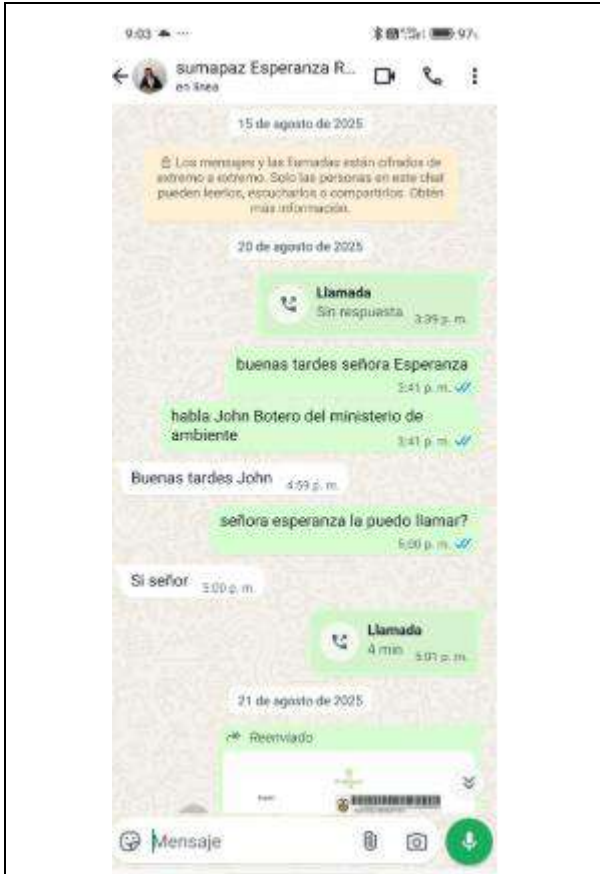 9:03
97%
sumapaz Esperanza R...
en línea
15 de agosto de 2025
Los mensajes y las llamadas están cifrados de
extremo a extremo. Solo las personas en este chat
pueden leerlos, escucharlos o compartirlos. Obtén
más información.
20 de agosto de 2025
Llamada
Sin respuesta 3:39 p. m.
buenas tardes señora Esperanza
3:41 p. m.
habla John Botero del ministerio de
ambiente
3:41 p. m.
Buenas tardes John 4:59 p. m.
señora esperanza la puedo llamar?
5:00 p. m.
Si señor 5:00 p. m.
Llamada
4 min 5:01 p. m.
21 de agosto de 2025
Reenviado
Mensaje